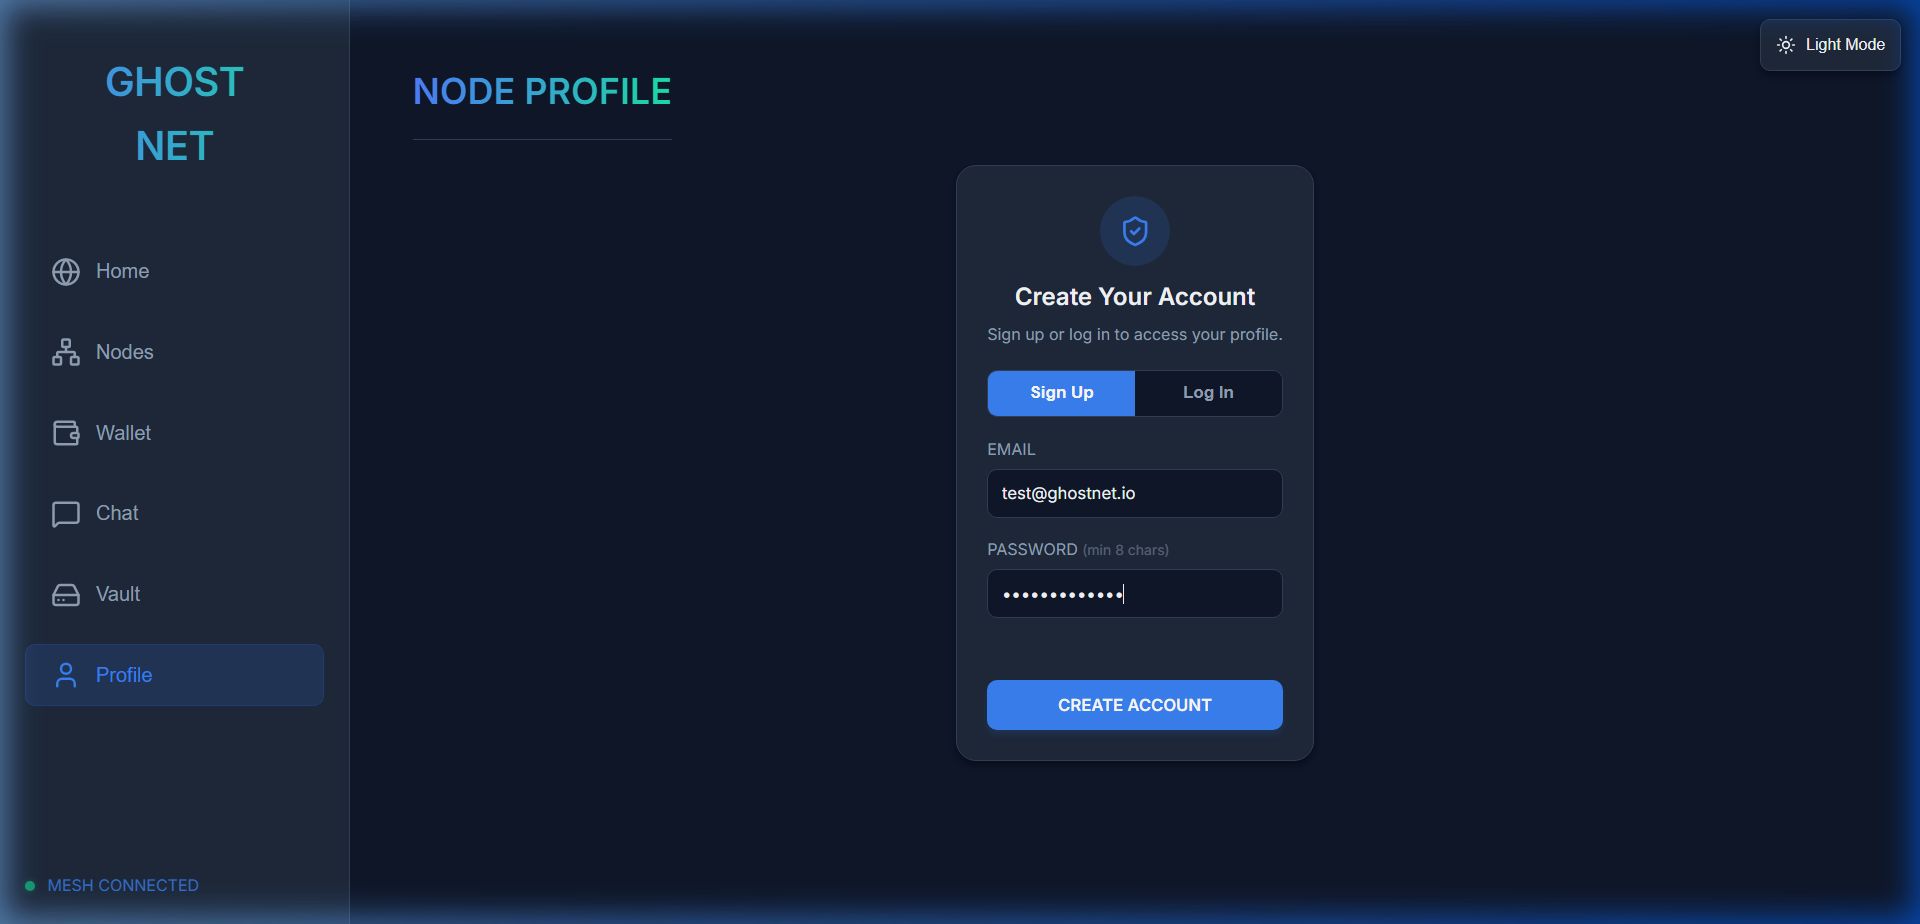 GHOST
NET
Home
Nodes
Wallet
Chat
Vault
Profile
MESH CONNECTED
Light Mode
NODE PROFILE
Create Your Account
Sign up or log in to access your profile.
Sign Up
Log In
EMAIL
test@ghostnet.io
PASSWORD (min 8 chars)
•••••••••••••
CREATE ACCOUNT